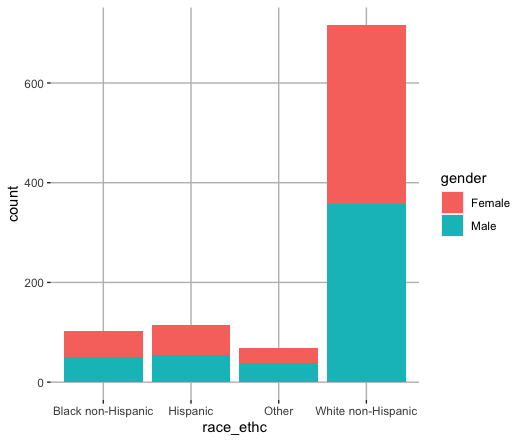 600
400
200
0
count
Black non-Hispanic
Hispanic
Other
White non-Hispanic
race_ethc
gender
Female
Male